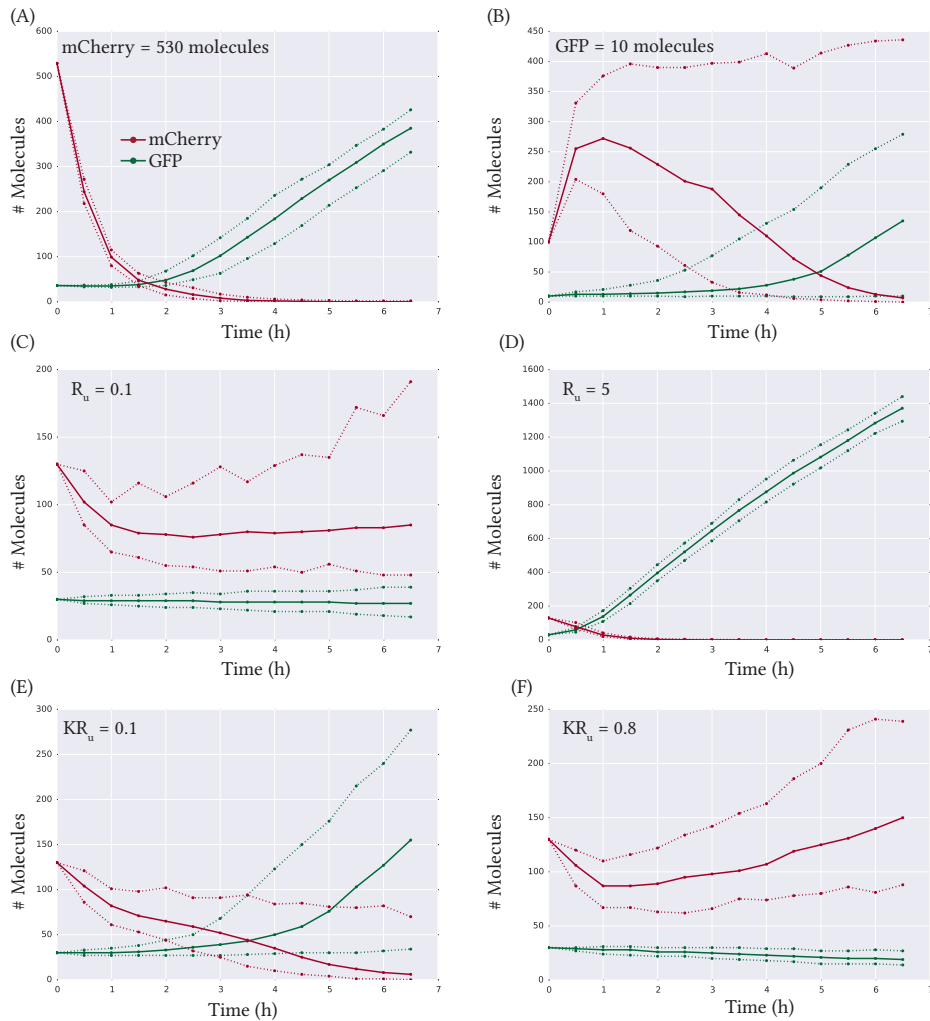 (A)
mCherry = 530 molecules
600
500
400
300
200
100
0
# Molecules
mCherry
GFP
0 1 2 3 4 5 6 7
Time (h)
(B)
GFP = 10 molecules
450
400
350
300
250
200
150
100
50
0
# Molecules
0 1 2 3 4 5 6 7
Time (h)
(C)
R_u = 0.1
200
150
100
50
0
# Molecules
0 1 2 3 4 5 6 7
Time (h)
(D)
R_u = 5
1600
1400
1200
1000
800
600
400
200
0
# Molecules
0 1 2 3 4 5 6 7
Time (h)
(E)
KR_u = 0.1
300
250
200
150
100
50
0
# Molecules
0 1 2 3 4 5 6 7
Time (h)
(F)
KR_u = 0.8
250
200
150
100
50
0
# Molecules
0 1 2 3 4 5 6 7
Time (h)